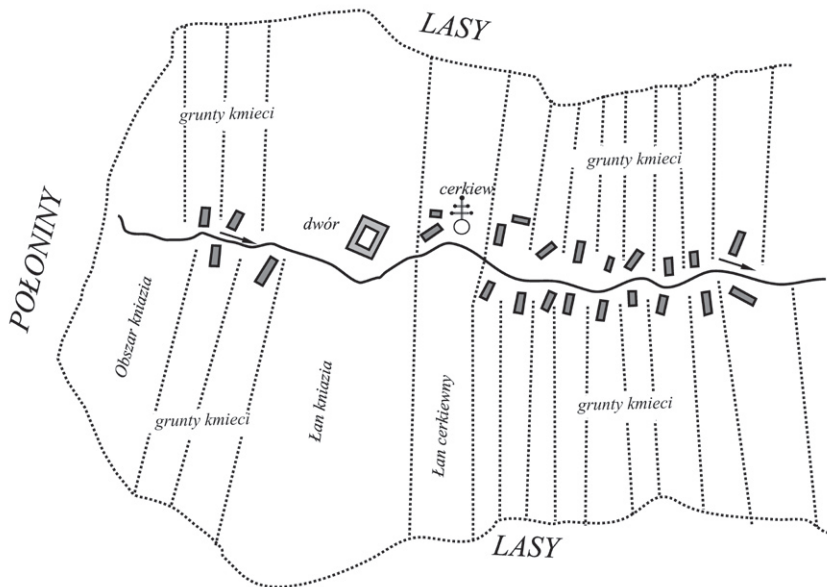 LASY
grunty kmieci
grunty kmieci
cerkiew
dwór
POŁONINY
Obszar kniazia
Łan kniazia
Łan cerkiewny
grunty kmieci
grunty kmieci
LASY